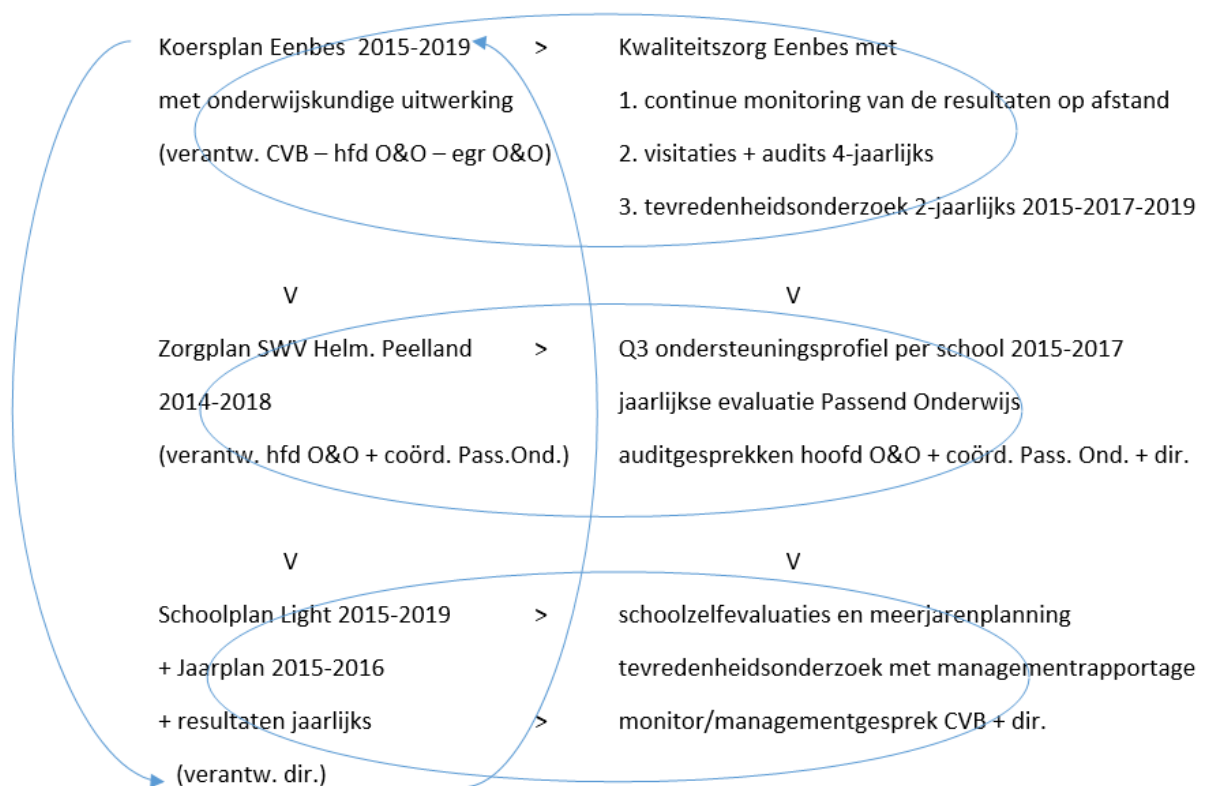 Koersplan Eenbes 2015-2019 > Kwaliteitszorg Eenbes met
met onderwijskundige uitwerking 1. continue monitoring van de resultaten op afstand
(verantw. CVB – hfd O&O – egr O&O) 2. visitaties + audits 4-jaarlijks
3. tevredenheidsonderzoek 2-jaarlijks 2015-2017-2019
V V
Zorgplan SWV Helm. Peelland > Q3 ondersteuningsprofiel per school 2015-2017
2014-2018 jaarlijkse evaluatie Passend Onderwijs
(verantw. hfd O&O + coörd. Pass.Ond.) auditgesprekken hoofd O&O + coörd. Pass. Ond. + dir.
V V
Schoolplan Light 2015-2019 > schoolzelfevaluaties en meerjarenplanning
+ Jaarplan 2015-2016 tevredenheidsonderzoek met managementrapportage
+ resultaten jaarlijks > monitor/managementgesprek CVB + dir.
(verantw. dir.)